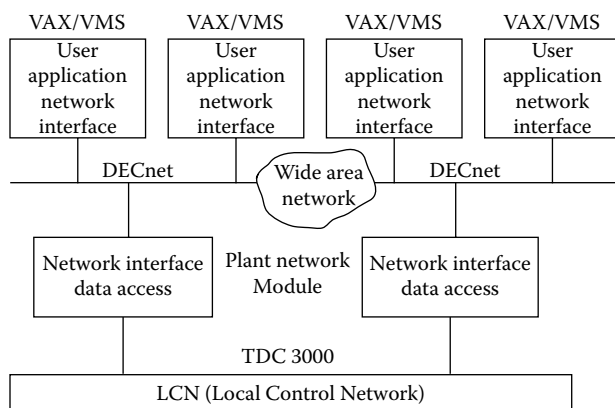 VAX/VMS VAX/VMS VAX/VMS VAX/VMS
User application network interface
User application network interface
User application network interface
User application network interface
DECnet
Wide area network
DECnet
Network interface data access
Plant network Module
Network interface data access
TDC 3000
LCN (Local Control Network)